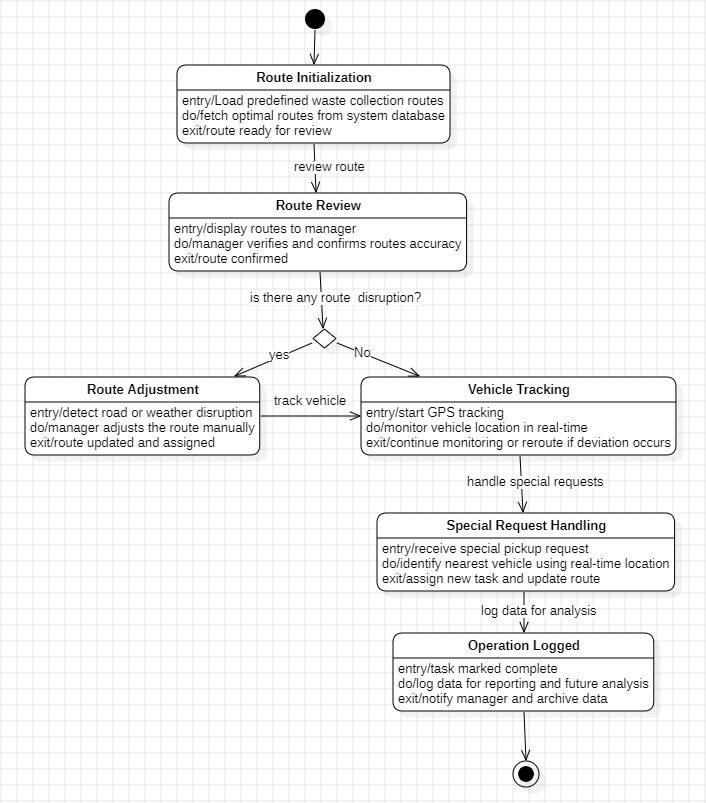 Route Initialization
entry/Load predefined waste collection routes
do/fetch optimal routes from system database
exit/route ready for review
review route
Route Review
entry/display routes to manager
do/manager verifies and confirms routes accuracy
exit/route confirmed
is there any route  disruption?
yes
No
Route Adjustment
entry/detect road or weather disruption
do/manager adjusts the route manually
exit/route updated and assigned
track vehicle
Vehicle Tracking
entry/start GPS tracking
do/monitor vehicle location in real-time
exit/continue monitoring or reroute if deviation occurs
handle special requests
Special Request Handling
entry/receive special pickup request
do/identify nearest vehicle using real-time location
exit/assign new task and update route
log data for analysis
Operation Logged
entry/task marked complete
do/log data for reporting and future analysis
exit/notify manager and archive data